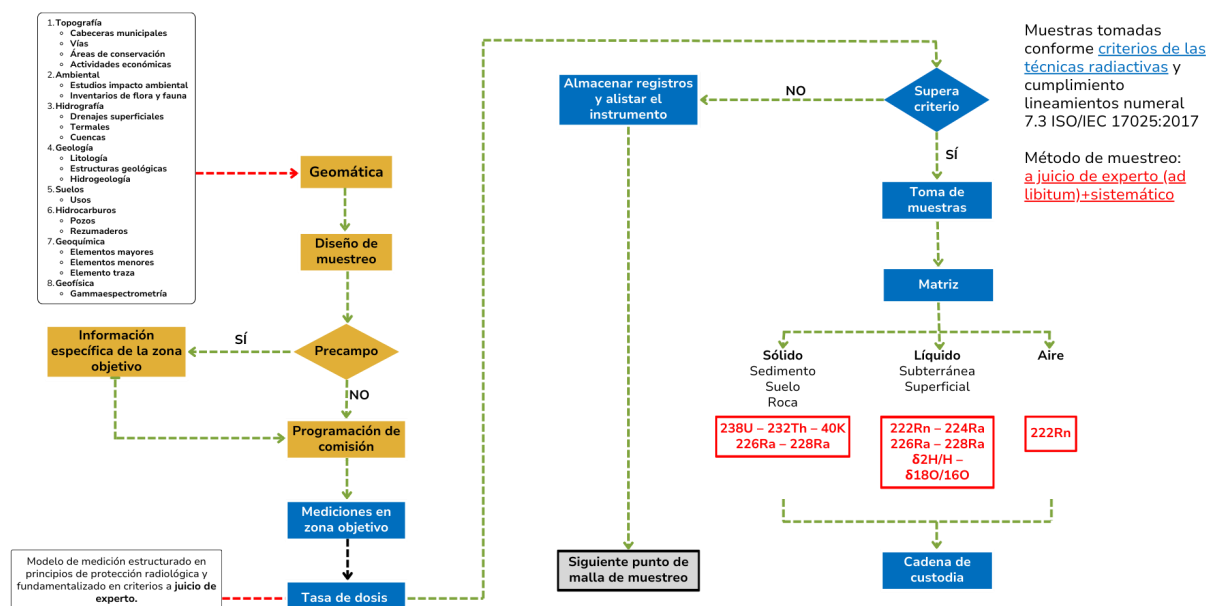 1. Topografía
Cabeceras municipales
Vías
Áreas de conservación
Actividades económicas
2. Ambiental
Estudios impacto ambiental
Inventarios de flora y fauna
3. Hidrografía
Drenajes superficiales
Termales
Cuencas
4. Geología
Litología
Estructuras geológicas
Hidrogeología
5. Suelos
Usos
6. Hidrocarburos
Pozos
Rezumaderos
7. Geoquímica
Elementos mayores
Elementos menores
Elemento traza
8. Geofísica
Gammaespectrometría
Geomática
Diseño de
muestreo
Precampo
SÍ
Información
específica de la zona
objetivo
NO
Programación de
comisión
Mediciones en
zona objetivo
Modelo de medición estructurado en
principios de protección radiológica y
fundamentalizado en criterios a juicio de
experto.
Tasa de dosis
Supera
criterio
NO
Almacenar registros
y alistar el
instrumento
Siguiente punto de
malla de muestreo
SÍ
Toma de
muestras
Matriz
Sólido
Sedimento
Suelo
Roca
238U – 232Th – 40K
226Ra – 228Ra
Líquido
Subterránea
Superficial
222Rn – 224Ra
226Ra – 228Ra
δ2H/H –
δ18O/16O
Aire
222Rn
Cadena de
custodia
Muestras tomadas
conforme criterios de las
técnicas radiactivas y
cumplimiento
lineamientos numeral
7.3 ISO/IEC 17025:2017
Método de muestreo:
a juicio de experto (ad
libitum)+sistemático